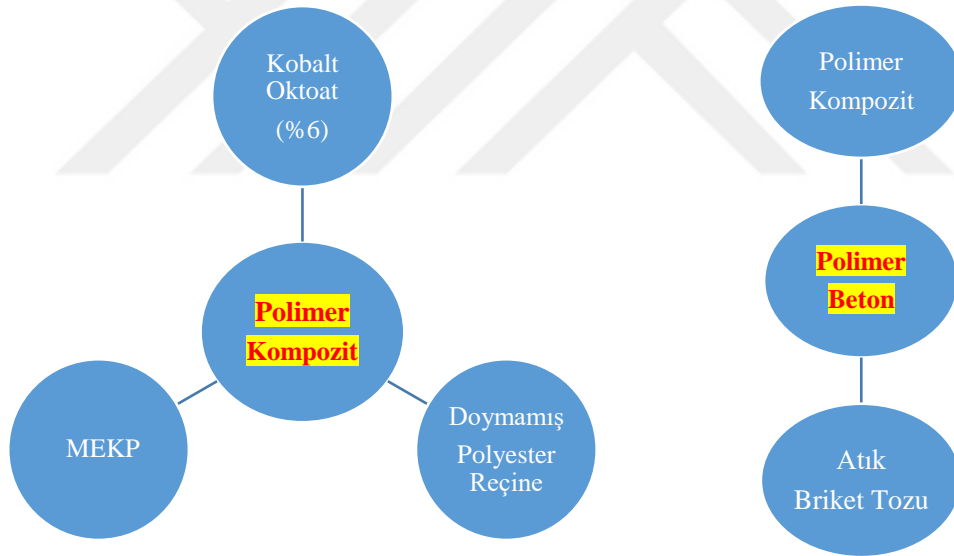 Kobalt
Oktoat
(%6)
Polimer
Kompozit
MEKP
Doymamış
Polyester
Reçine
Polimer
Kompozit
Polimer
Beton
Atık
Briket Tozu